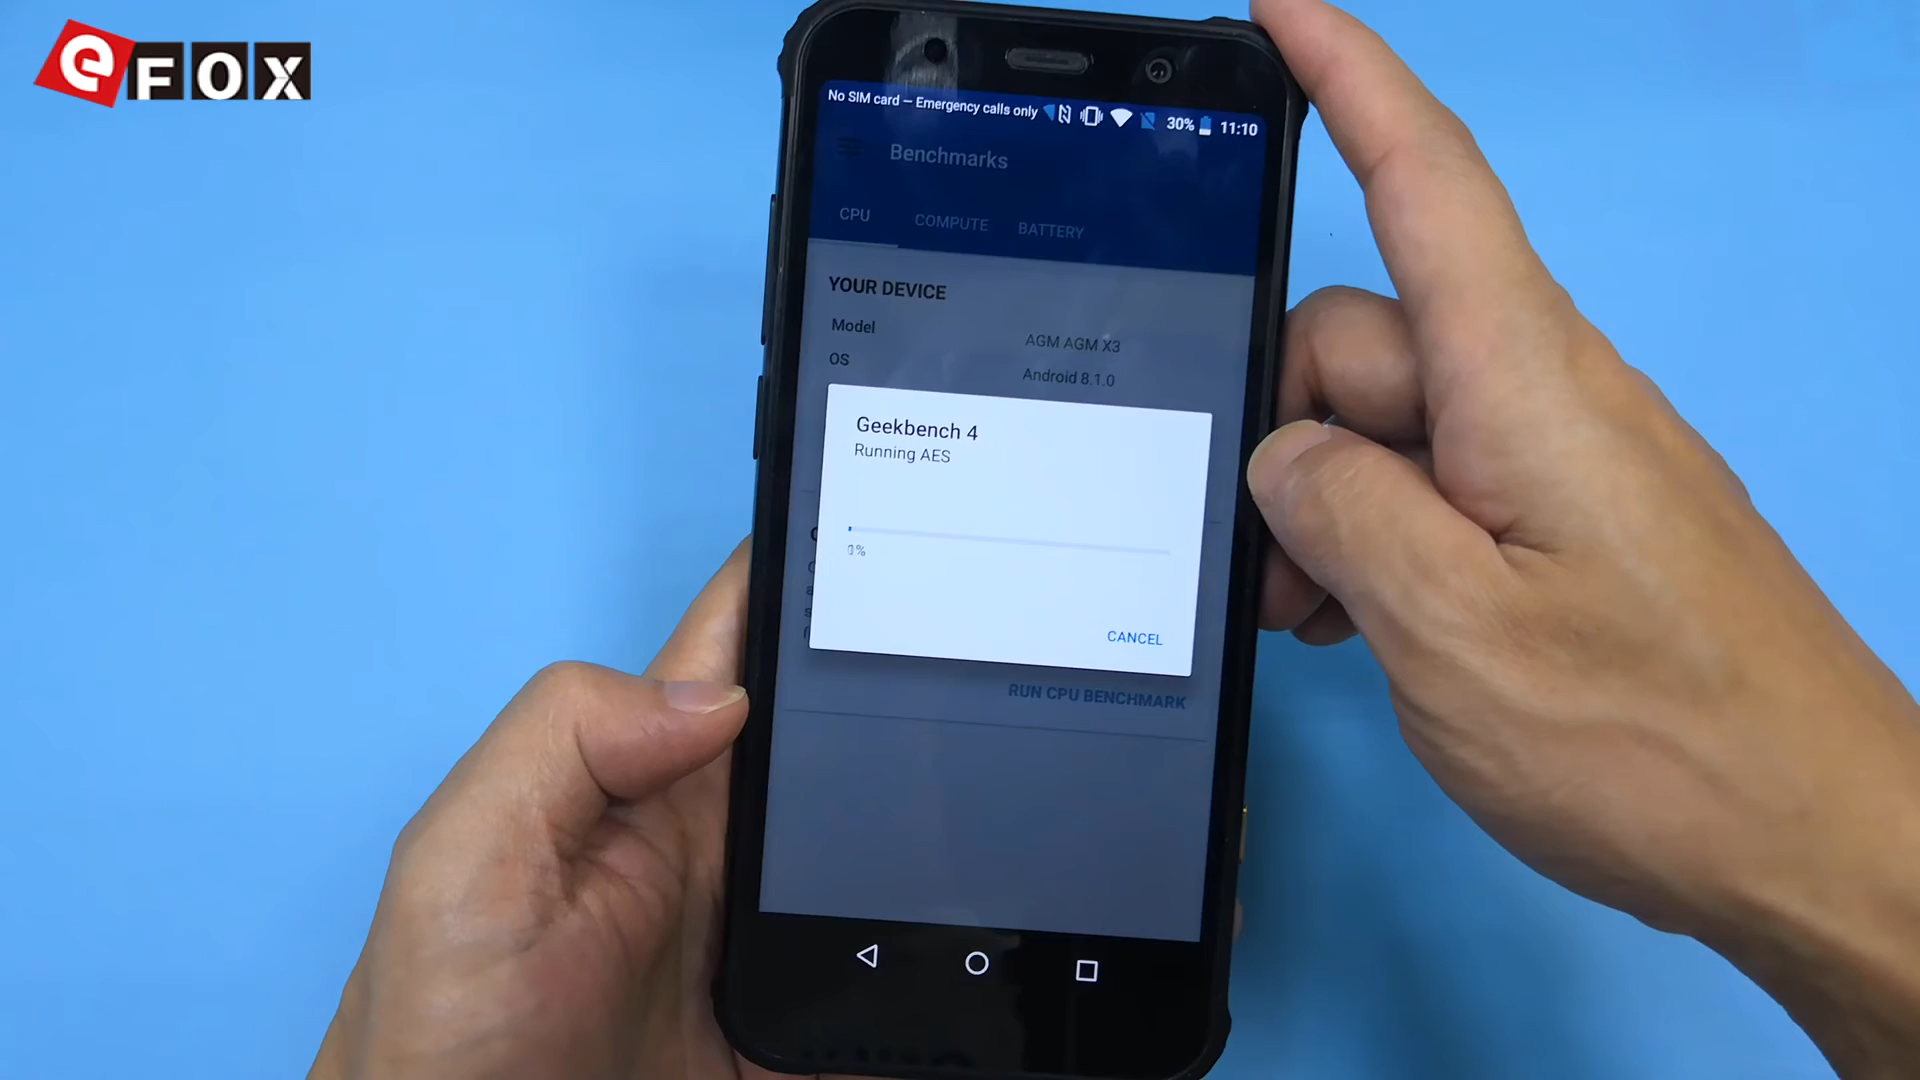 eFOX
No SIM card — Emergency calls only 30% 11:10
Benchmarks
CPU COMPUTE BATTERY
YOUR DEVICE
Model AGM AGM X3
OS Android 8.1.0
Geekbench 4
Running AES
CANCEL
RUN CPU BENCHMARK